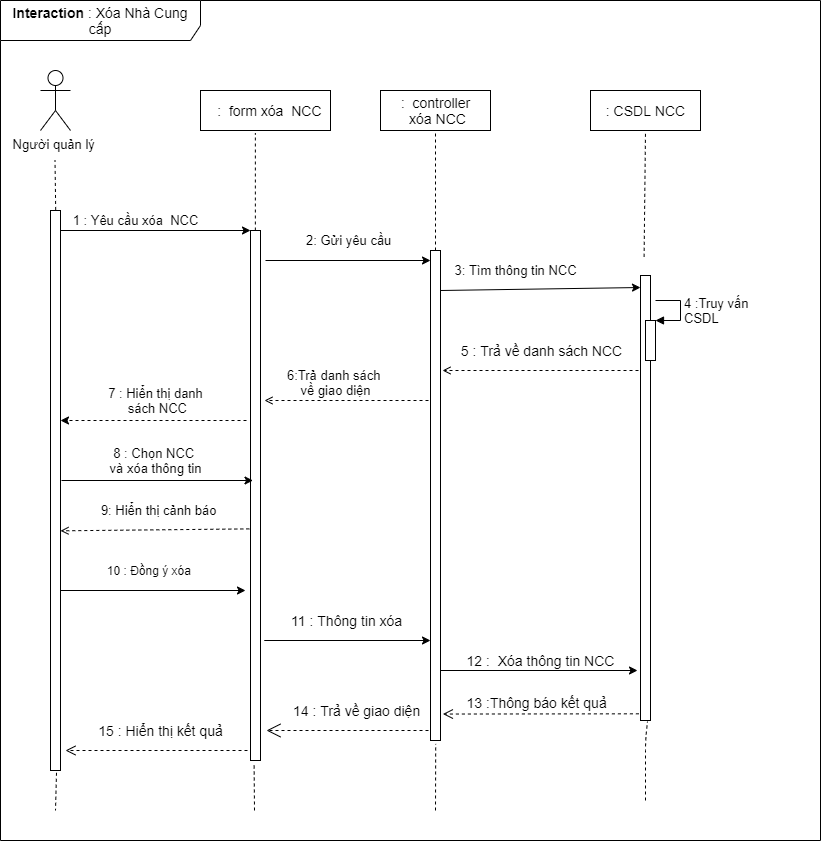 Interaction : Xóa Nhà Cung
cấp
Người quản lý
: form xóa NCC
: controller
xóa NCC
: CSDL NCC
1 : Yêu cầu xóa NCC
2: Gửi yêu cầu
3: Tìm thông tin NCC
4 :Truy vấn
CSDL
5 : Trả về danh sách NCC
6:Trả danh sách
về giao diện
7 : Hiển thị danh
sách NCC
8 : Chọn NCC
và xóa thông tin
9: Hiển thị cảnh báo
10 : Đồng ý xóa
11 : Thông tin xóa
12 : Xóa thông tin NCC
13 :Thông báo kết quả
14 : Trả về giao diện
15 : Hiển thị kết quả